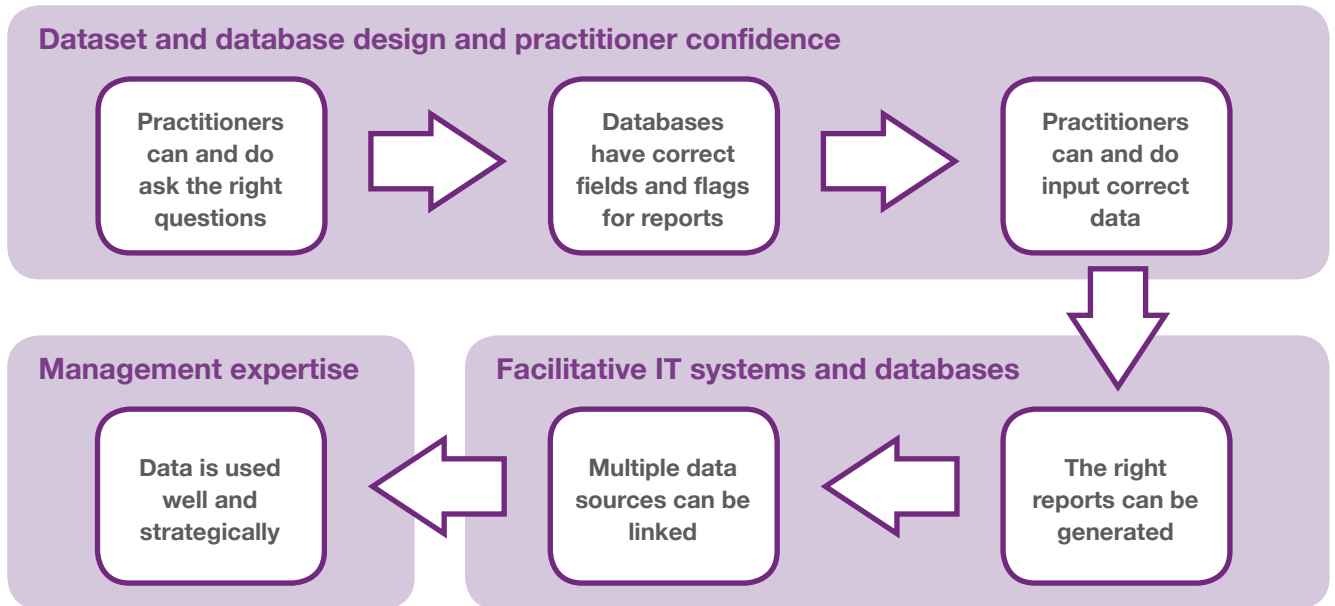 Dataset and database design and practitioner confidence
Practitioners
can and do
ask the right
questions
Databases
have correct
fields and flags
for reports
Practitioners
can and do
input correct
data
Facilitative IT systems and databases
The right
reports can be
generated
Multiple data
sources can be
linked
Management expertise
Data is used
well and
strategically